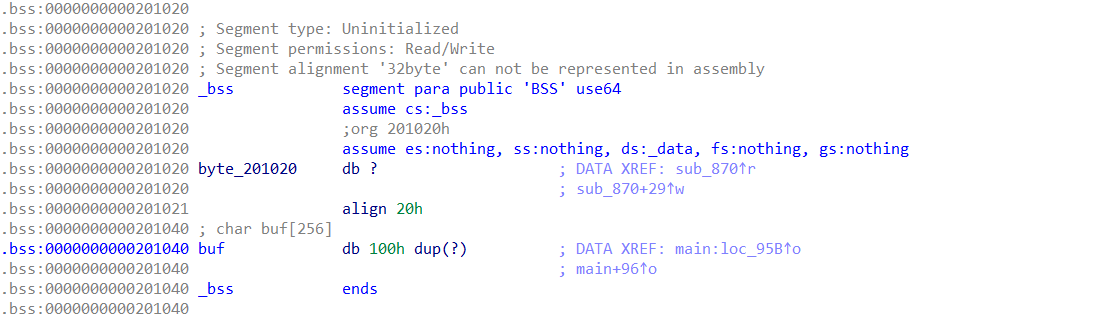 .bss:0000000000201020
.bss:0000000000201020 ; Segment type: Uninitialized
.bss:0000000000201020 ; Segment permissions: Read/Write
.bss:0000000000201020 ; Segment alignment '32byte' can not be represented in assembly
.bss:0000000000201020 _bss segment para public 'BSS' use64
.bss:0000000000201020 assume cs:_bss
.bss:0000000000201020 ;org 201020h
.bss:0000000000201020 assume es:nothing, ss:nothing, ds:_data, fs:nothing, gs:nothing
.bss:0000000000201020 byte_201020 db ? ; DATA XREF: sub_870↑r
.bss:0000000000201020 ; sub_870+29↑w
.bss:0000000000201021 align 20h
.bss:0000000000201040 ; char buf[256]
.bss:0000000000201040 buf db 100h dup(?) ; DATA XREF: main:loc_95B↑o
.bss:0000000000201040 ; main+96↑o
.bss:0000000000201040 _bss ends
.bss:0000000000201040